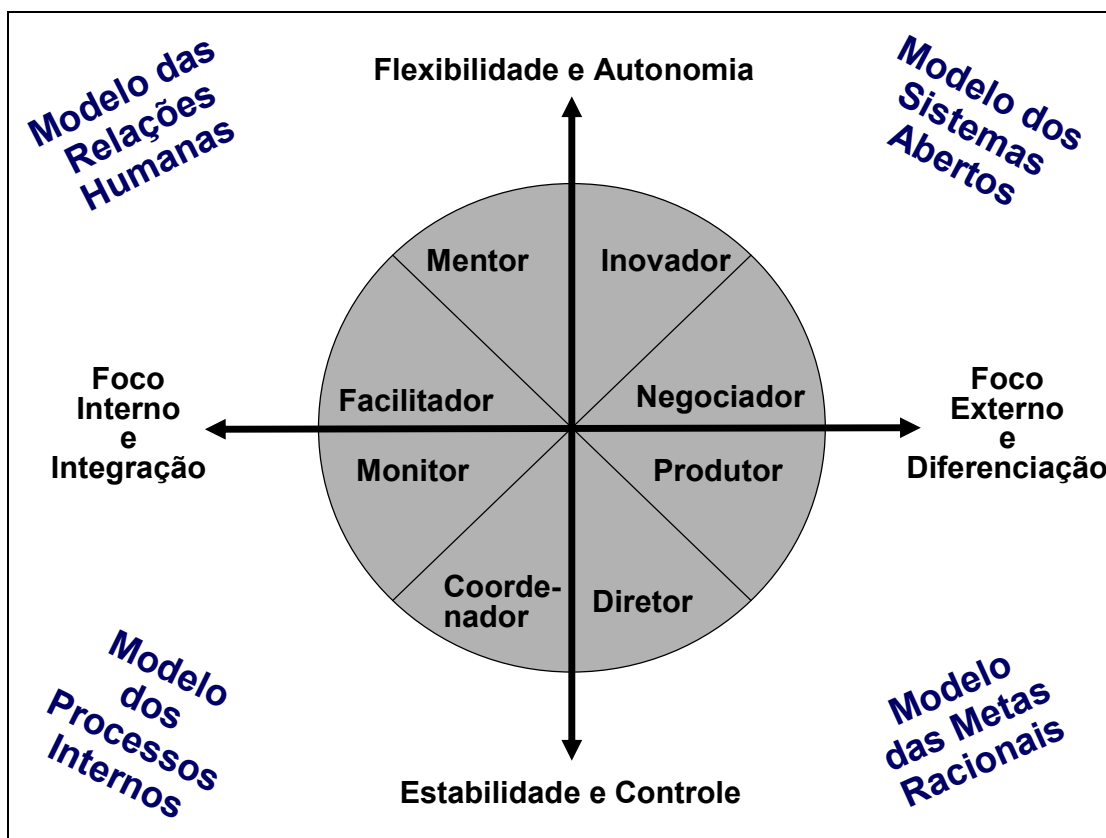 Modelo das
Relações
Humanas
Flexibilidade e Autonomia
Modelo dos
Sistemas
Abertos
Mentor
Inovador
Foco
Interno
e
Integração
Facilitador
Negociador
Foco
Externo
e
Diferenciação
Monitor
Produtor
Coorde-
nador
Diretor
Modelo
dos
Processos
Internos
Estabilidade e Controle
Modelo
das Metas
Racionais